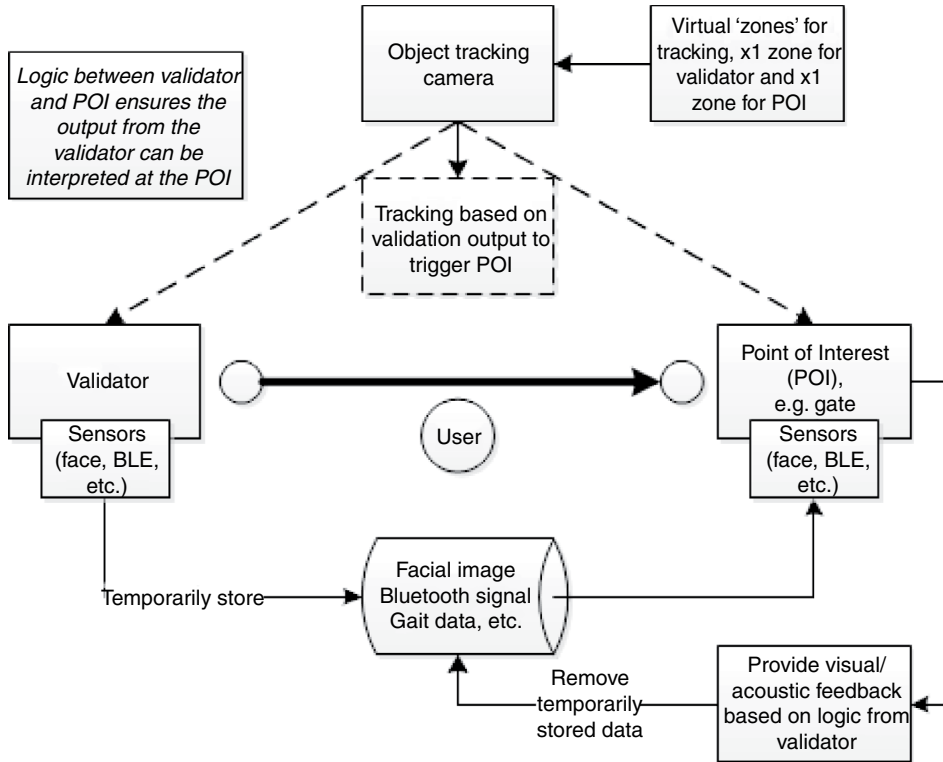 Logic between validator
and POI ensures the
output from the
validator can be
interpreted at the POI
Object tracking
camera
Virtual ‘zones’ for
tracking, x1 zone for
validator and x1
zone for POI
Tracking based on
validation output to
trigger POI
Validator
Sensors
(face, BLE,
etc.)
User
Point of Interest
(POI),
e.g. gate
Sensors
(face, BLE,
etc.)
Temporarily store
Facial image
Bluetooth signal
Gait data, etc.
Remove
temporarily
stored data
Provide visual/
acoustic feedback
based on logic from
validator